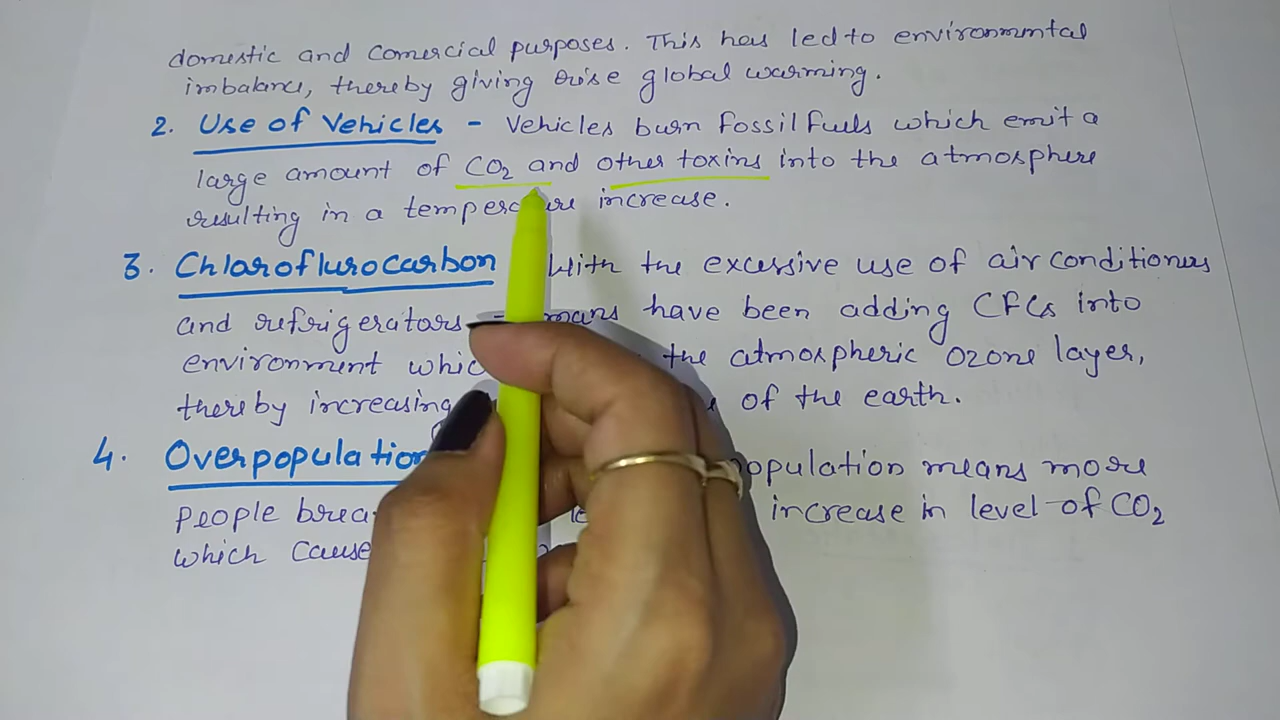 domestic and comercial purposes. This has led to environmental
imbalance, thereby giving rise global warming.
2. Use of Vehicles - Vehicles burn fossil fuels which emit a
large amount of CO₂ and other toxins into the atmosphere
resulting in a temperature increase.
3. Chloroflurocarbon With the excessive use of air conditioners
and refrigerators have been adding CFCs into
environment the atmospheric ozone layer,
thereby increasing of the earth.
4. Overpopulation population means more
people increase in level of CO₂
which